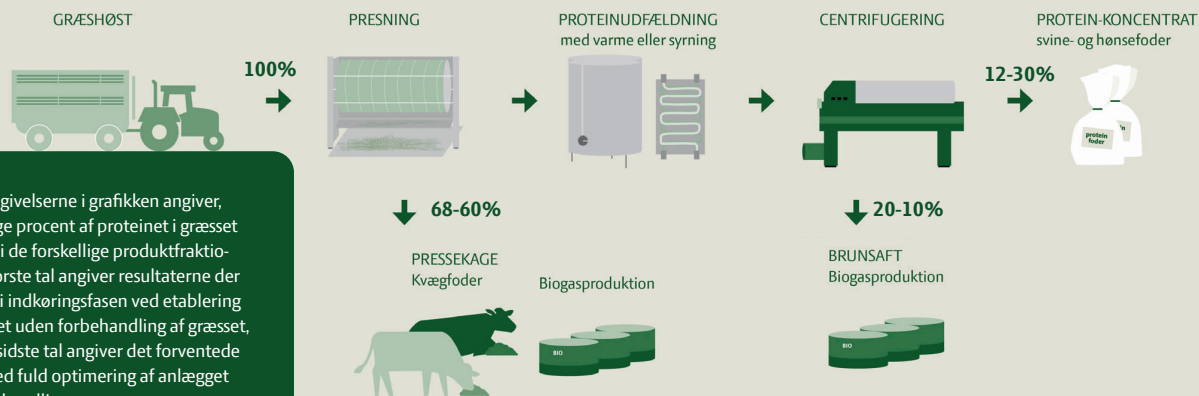 GRÆSHØST
100%
PRESNING
PROTEINUDFÆLDNING
med varme eller syrning
CENTRIFUGERING
12-30%
PROTEIN-KONCENTRAT
svine- og hønsefoder
protein
foder
givelserne i grafikken angiver,
ge procent af proteinet i græsset
i de forskellige produktfraktio-
ørste tal angiver resultaterne der
i indkøringsfasen ved etablering
et uden forbehandling af græsset,
sidste tal angiver det forventede
ed fuld optimering af anlægget
68-60%
PRESSEKAGE
Kvægfoder
Biogasproduktion
BIO
20-10%
BRUNSAFT
Biogasproduktion
BIO